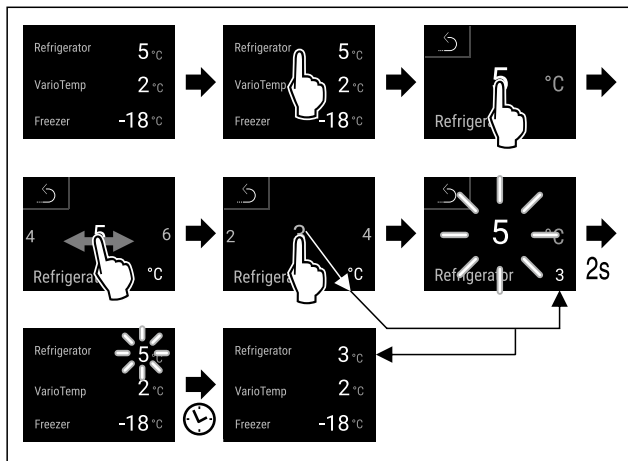 Refrigerator 5 °C
VarioTemp 2 °C
Freezer -18 °C
Refrigerator 5 °C
VarioTemp 2 °C
Freezer -18 °C
5 °C
Refriger
4 5 6
Refriger °C
2 3 4
Refriger °C
5 °C
Refrigerator 3
2s
Refrigerator 5 °C
VarioTemp 2 °C
Freezer -18 °C
Refrigerator 3 °C
VarioTemp 2 °C
Freezer -18 °C